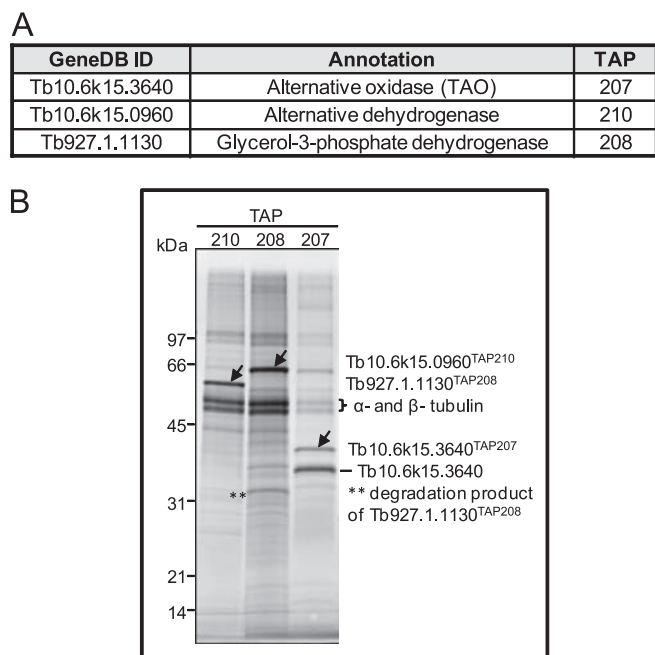 A
GeneDB ID Annotation TAP
Tb10.6k15.3640 Alternative oxidase (TAO) 207
Tb10.6k15.0960 Alternative dehydrogenase 210
Tb927.1.1130 Glycerol-3-phosphate dehydrogenase 208
B
TAP
kDa 210 208 207
97
66
Tb10.6k15.0960TAP210
Tb927.1.1130TAP208
} α- and β- tubulin
45
Tb10.6k15.3640TAP207
Tb10.6k15.3640
** ** degradation product
31
of Tb927.1.1130TAP208
21
14